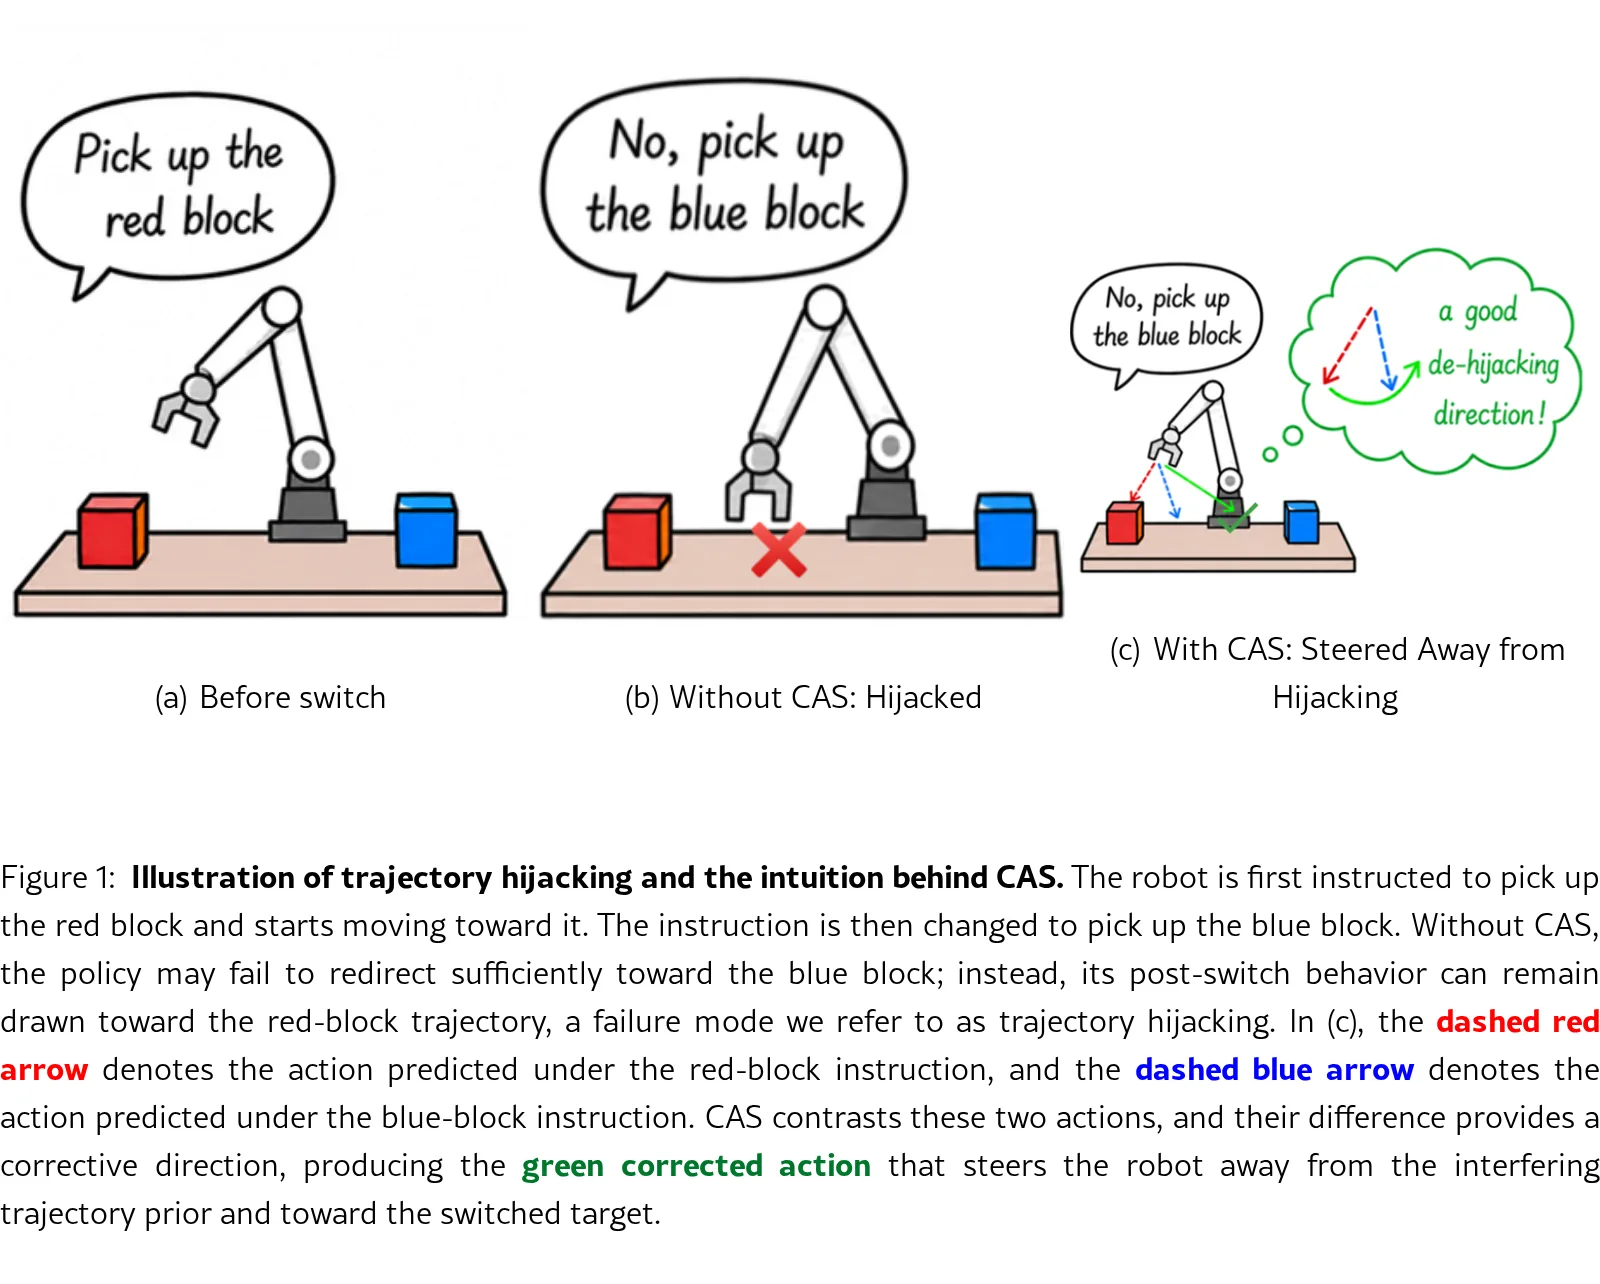 Pick up the
red block
No, pick up
the blue block
No, pick up
the blue block
a good
de-hijacking
direction!
(a) Before switch
(b) Without CAS: Hijacked
(c) With CAS: Steered Away from
Hijacking
Figure 1: Illustration of trajectory hijacking and the intuition behind CAS. The robot is first instructed to pick up
the red block and starts moving toward it. The instruction is then changed to pick up the blue block. Without CAS,
the policy may fail to redirect sufficiently toward the blue block; instead, its post-switch behavior can remain
drawn toward the red-block trajectory, a failure mode we refer to as trajectory hijacking. In (c), the dashed red
arrow denotes the action predicted under the red-block instruction, and the dashed blue arrow denotes the
action predicted under the blue-block instruction. CAS contrasts these two actions, and their difference provides a
corrective direction, producing the green corrected action that steers the robot away from the interfering
trajectory prior and toward the switched target.